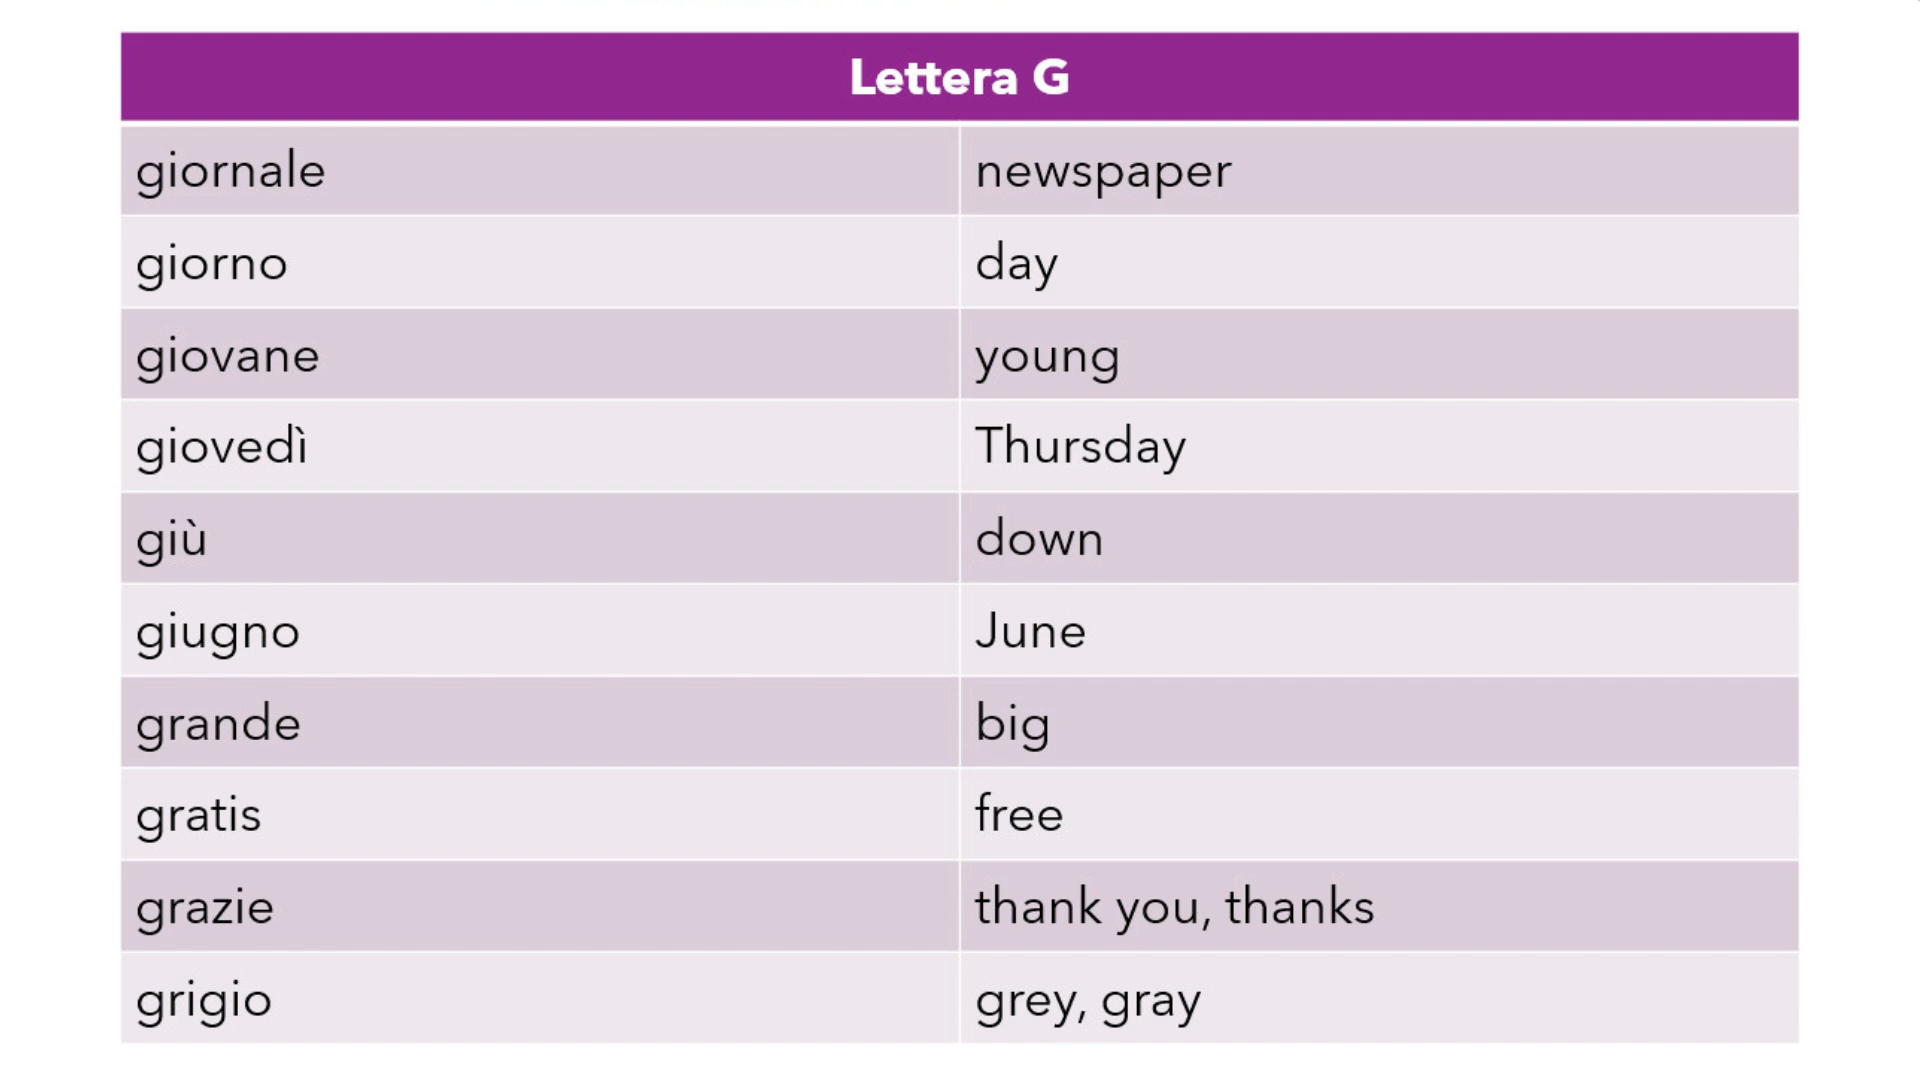 Lettera G
giornale newspaper
giorno day
giovane young
giovedì Thursday
giù down
giugno June
grande big
gratis free
grazie thank you, thanks
grigio grey, gray